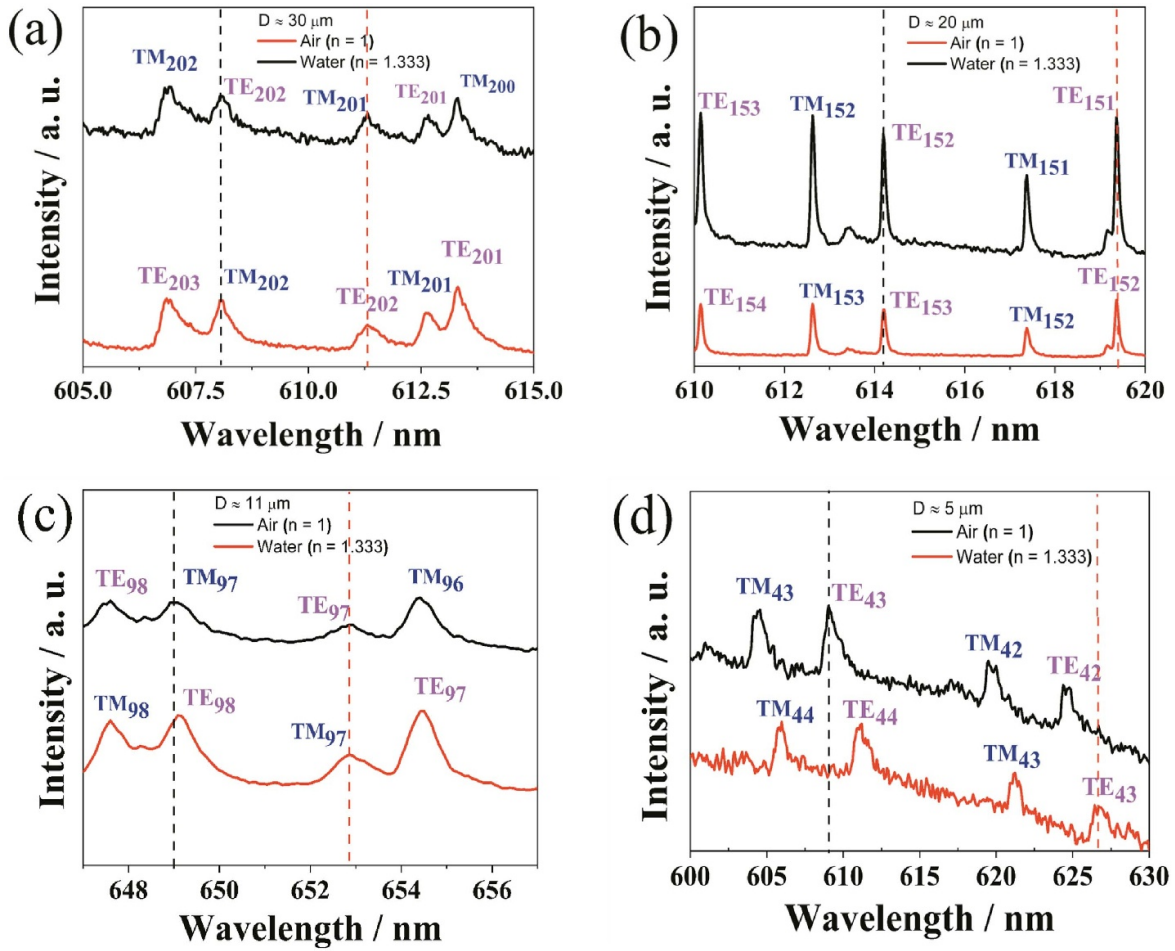 (a)
D ≈ 30 μm
Air (n = 1)
Water (n = 1.333)
TM202
TE202
TM201
TE201
TM200
TE203
TM202
TE202
TM201
TE201
Intensity / a. u.
605.0 607.5 610.0 612.5 615.0
Wavelength / nm
(b)
D ≈ 20 μm
Air (n = 1)
Water (n = 1.333)
TE153
TM152
TE152
TM151
TE151
TE154
TM153
TE153
TM152
TE152
Intensity / a. u.
610 612 614 616 618 620
Wavelength / nm
(c)
D ≈ 11 μm
Air (n = 1)
Water (n = 1.333)
TE98
TM97
TE97
TM96
TM98
TE98
TM97
TE97
Intensity / a. u.
648 650 652 654 656
Wavelength / nm
(d)
D ≈ 5 μm
Air (n = 1)
Water (n = 1.333)
TM43
TE43
TM42
TE42
TM44
TE44
TM43
TE43
Intensity / a. u.
600 605 610 615 620 625 630
Wavelength / nm